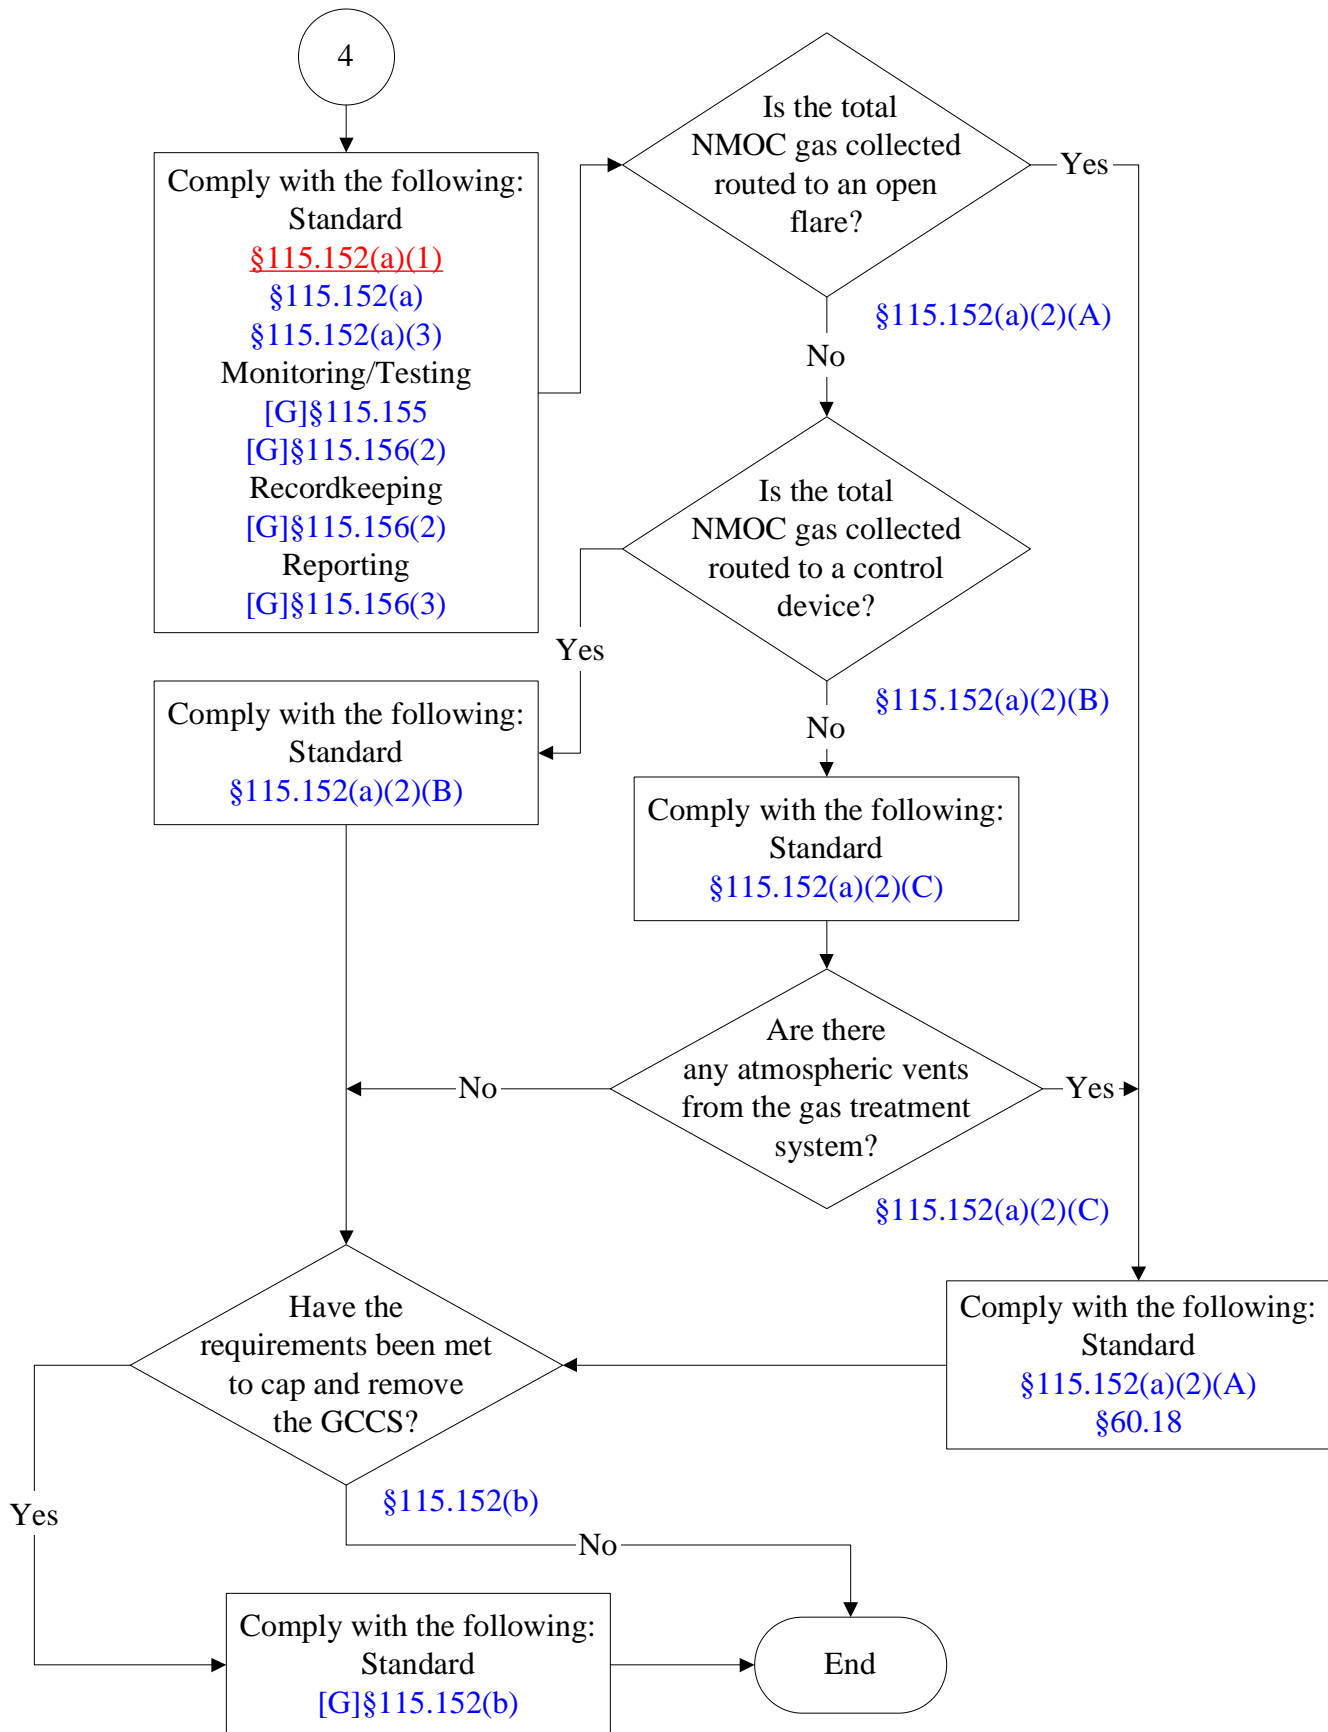 4
Comply with the following:
Standard
§115.152(a)(1)
§115.152(a)
§115.152(a)(3)
Monitoring/Testing
[G]§115.155
[G]§115.156(2)
Recordkeeping
[G]§115.156(2)
Reporting
[G]§115.156(3)
Is the total
NMOC gas collected
routed to an open
flare?
Yes
§115.152(a)(2)(A)
No
Is the total
NMOC gas collected
routed to a control
device?
Yes
§115.152(a)(2)(B)
No
Comply with the following:
Standard
§115.152(a)(2)(B)
Comply with the following:
Standard
§115.152(a)(2)(C)
Are there
any atmospheric vents
from the gas treatment
system?
No
Yes
§115.152(a)(2)(C)
Comply with the following:
Standard
§115.152(a)(2)(A)
§60.18
Have the
requirements been met
to cap and remove
the GCCS?
Yes
§115.152(b)
No
Comply with the following:
Standard
[G]§115.152(b)
End